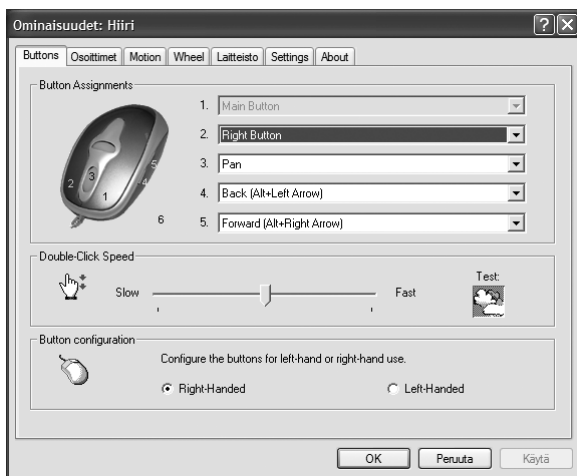 Ominaisuudet: Hiiri
Buttons Osoittimet Motion Wheel Laitteisto Settings About
Button Assignments
1. Main Button
2. Right Button
3. Pan
4. Back (Alt+Left Arrow)
5. Forward (Alt+Right Arrow)
2 3 1 4 5 6
Double-Click Speed
Slow Fast Test:
Button configuration
Configure the buttons for left-hand or right-hand use.
Right-Handed Left-Handed
OK Peruuta Käytä